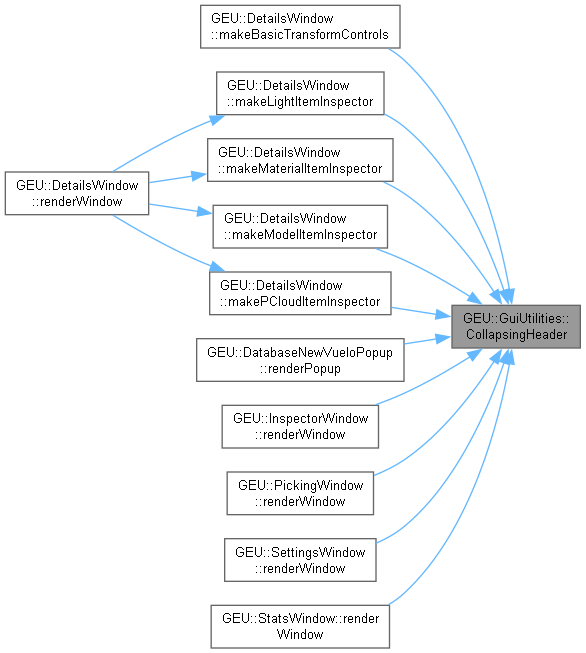 GEU::DetailsWindow
::makeBasicTransformControls
GEU::DetailsWindow
::makeLightItemInspector
GEU::DetailsWindow
::makeMaterialItemInspector
GEU::DetailsWindow
::renderWindow
GEU::DetailsWindow
::makeModelItemInspector
GEU::DetailsWindow
::makePCloudItemInspector
GEU::GuiUtilities::
CollapsingHeader
GEU::DatabaseNewVueloPopup
::renderPopup
GEU::InspectorWindow
::renderWindow
GEU::PickingWindow
::renderWindow
GEU::SettingsWindow
::renderWindow
GEU::StatsWindow::render
Window